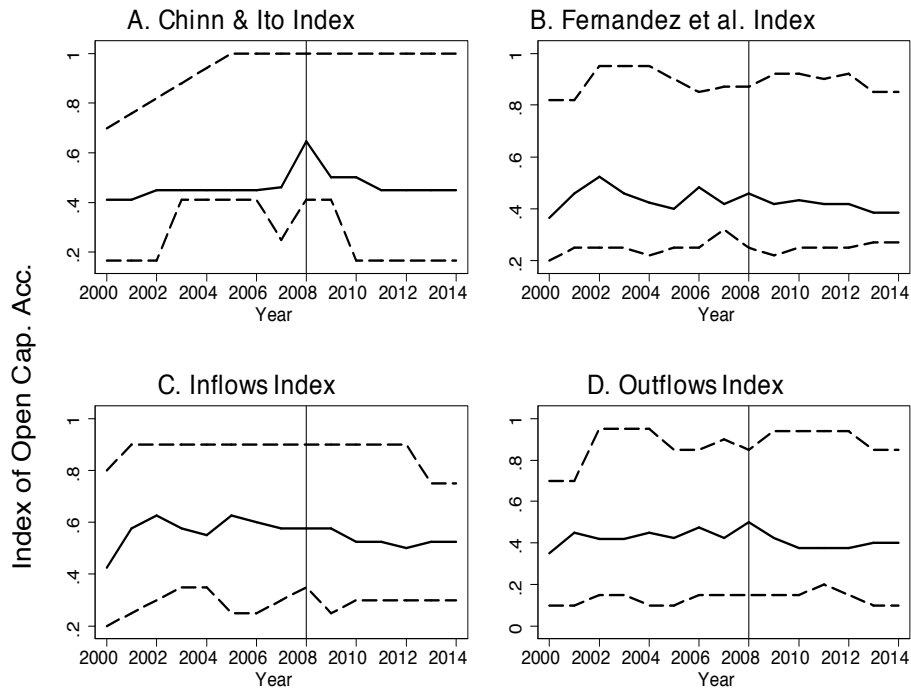 Index of Open Cap. Acc.
A. Chinn & Ito Index
1
.8
.6
.4
.2
2000 2002 2004 2006 2008 2010 2012 2014
Year
B. Fernandez et al. Index
1
.8
.6
.4
.2
2000 2002 2004 2006 2008 2010 2012 2014
Year
C. Inflows Index
1
.8
.6
.4
.2
2000 2002 2004 2006 2008 2010 2012 2014
Year
D. Outflows Index
1
.8
.6
.4
.2
0
2000 2002 2004 2006 2008 2010 2012 2014
Year